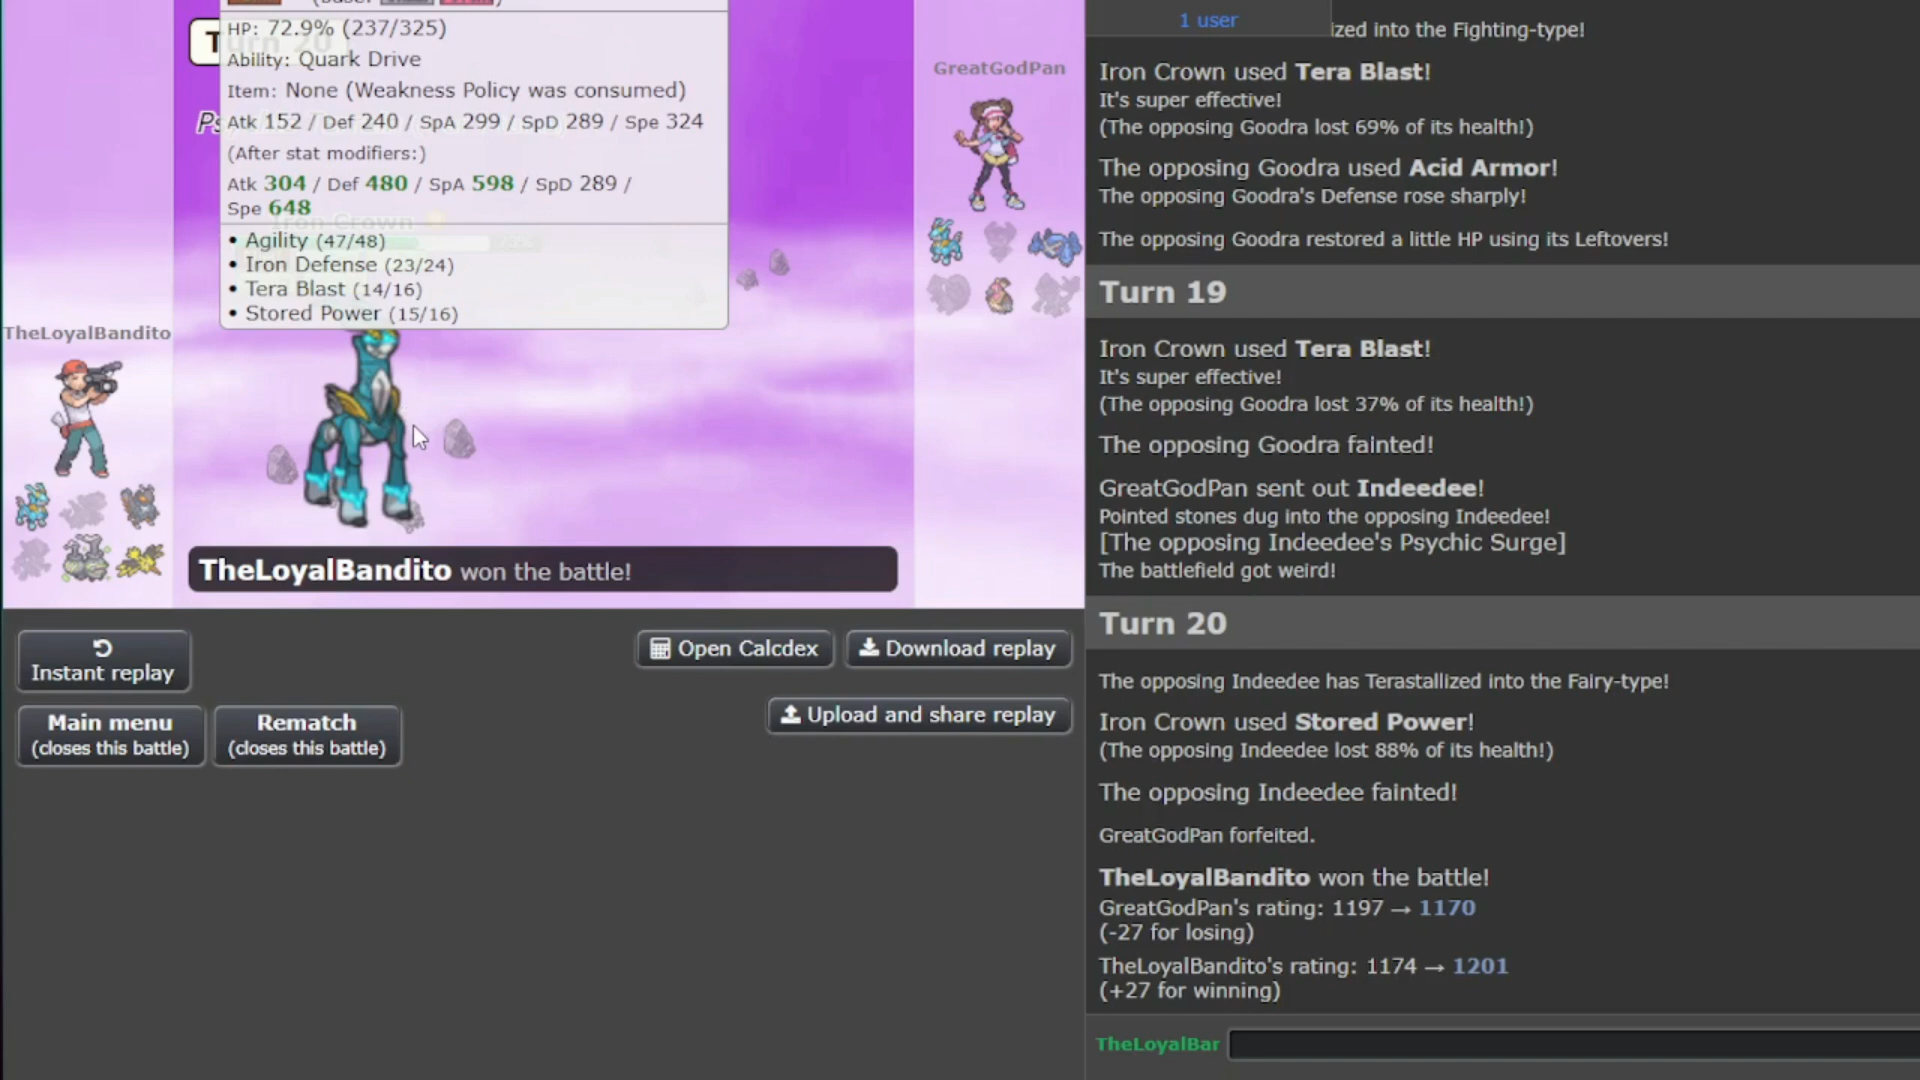 HP: 72.9% (237/325)
Ability: Quark Drive
Item: None (Weakness Policy was consumed)
Atk 152 / Def 240 / SpA 299 / SpD 289 / Spe 324
(After stat modifiers:)
Atk 304 / Def 480 / SpA 598 / SpD 289 /
Spe 648
• Agility (47/48)
• Iron Defense (23/24)
• Tera Blast (14/16)
• Stored Power (15/16)
Turn 20
Iron Crown
TheLoyalBandito
GreatGodPan
TheLoyalBandito won the battle!
Instant replay
Open Calcdex
Download replay
Upload and share replay
Main menu
(closes this battle)
Rematch
(closes this battle)
1 user
ized into the Fighting-type!
Iron Crown used Tera Blast!
It's super effective!
(The opposing Goodra lost 69% of its health!)
The opposing Goodra used Acid Armor!
The opposing Goodra's Defense rose sharply!
The opposing Goodra restored a little HP using its Leftovers!
Turn 19
Iron Crown used Tera Blast!
It's super effective!
(The opposing Goodra lost 37% of its health!)
The opposing Goodra fainted!
GreatGodPan sent out Indeedee!
Pointed stones dug into the opposing Indeedee!
[The opposing Indeedee's Psychic Surge]
The battlefield got weird!
Turn 20
The opposing Indeedee has Terastallized into the Fairy-type!
Iron Crown used Stored Power!
(The opposing Indeedee lost 88% of its health!)
The opposing Indeedee fainted!
GreatGodPan forfeited.
TheLoyalBandito won the battle!
GreatGodPan's rating: 1197 → 1170
(-27 for losing)
TheLoyalBandito's rating: 1174 → 1201
(+27 for winning)
TheLoyalBar